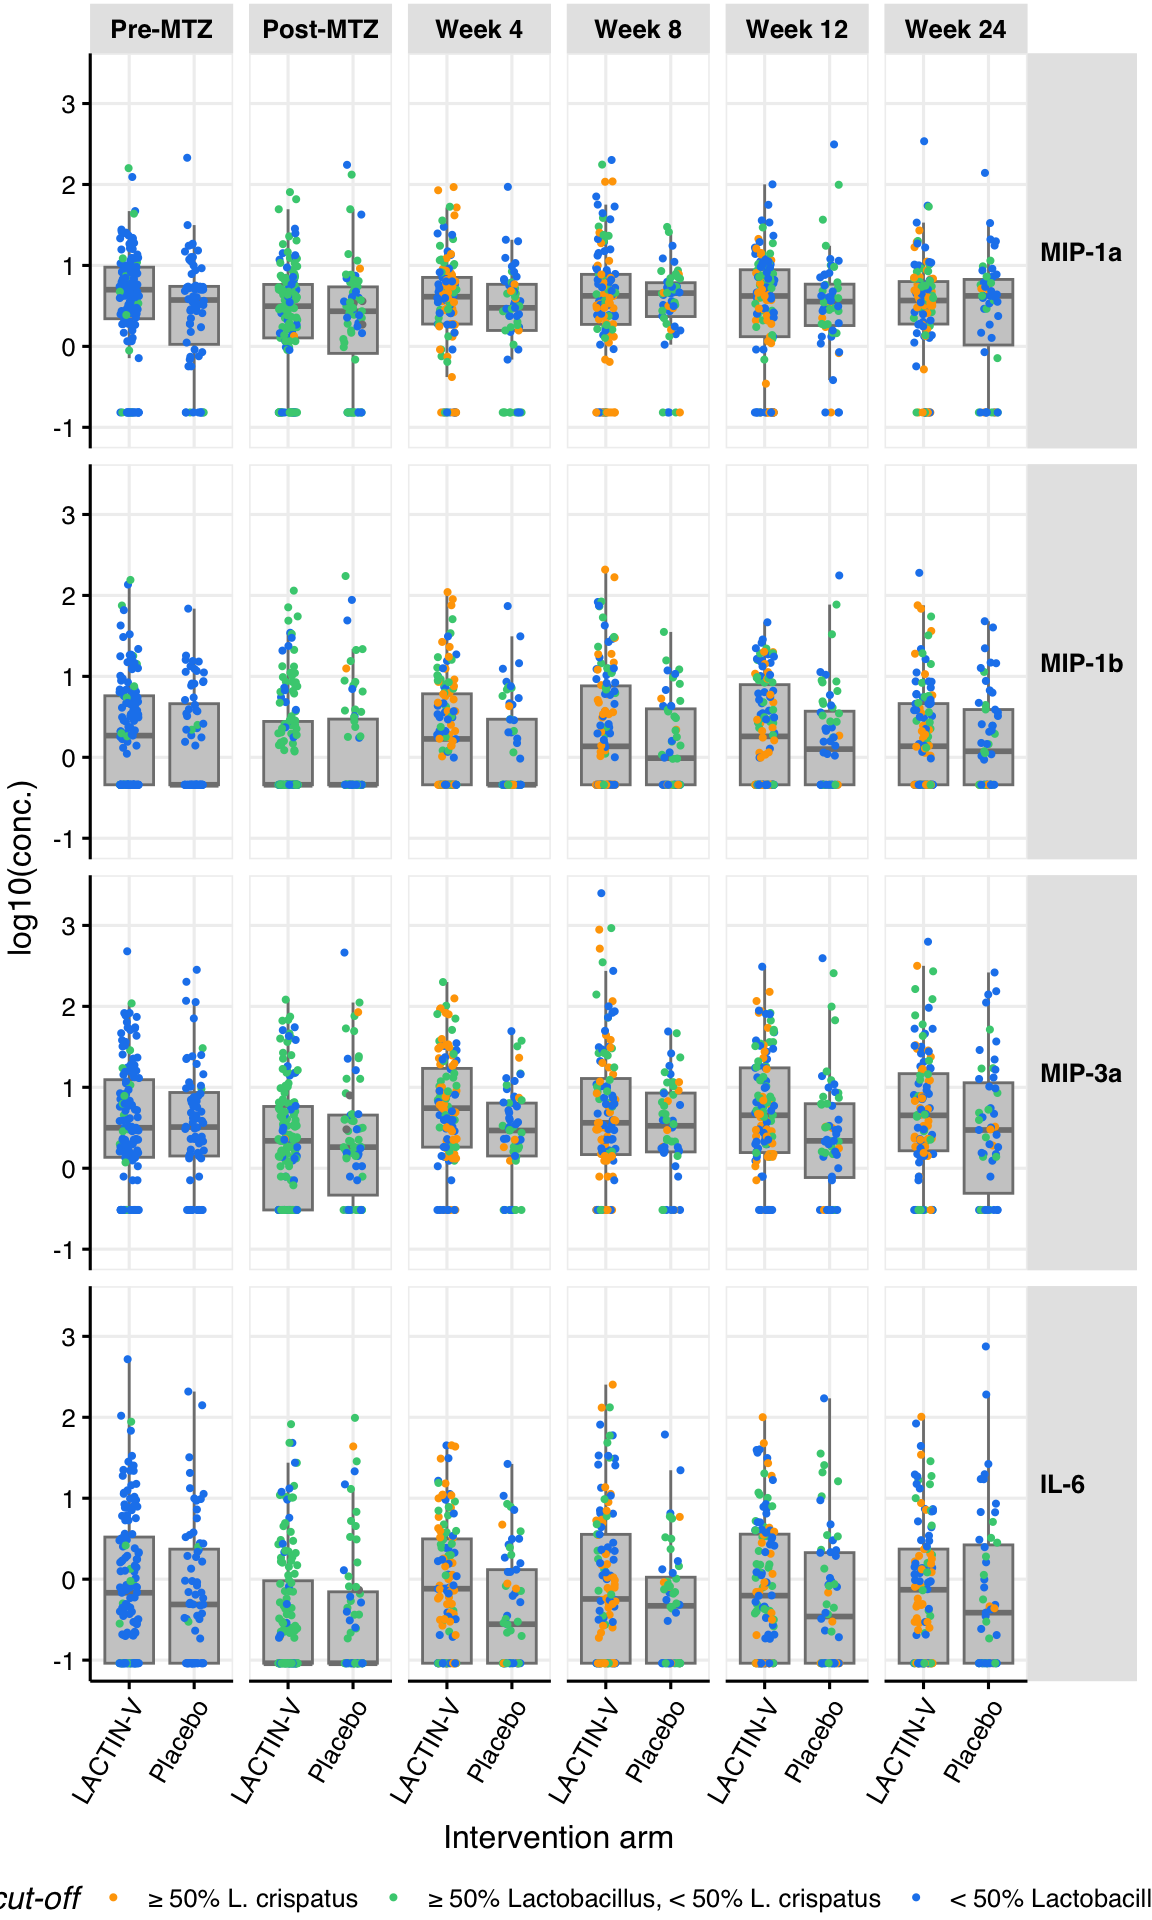 Pre-MTZ Post-MTZ Week 4 Week 8 Week 12 Week 24
3
2
1
0
-1
MIP-1a
3
2
1
0
-1
MIP-1b
3
2
1
0
-1
MIP-3a
3
2
1
0
-1
IL-6
log10(conc.)
LACTIN-V Placebo LACTIN-V Placebo LACTIN-V Placebo LACTIN-V Placebo LACTIN-V Placebo LACTIN-V Placebo
Intervention arm
cut-off ≥ 50% L. crispatus ≥ 50% Lactobacillus, < 50% L. crispatus < 50% Lactobacill